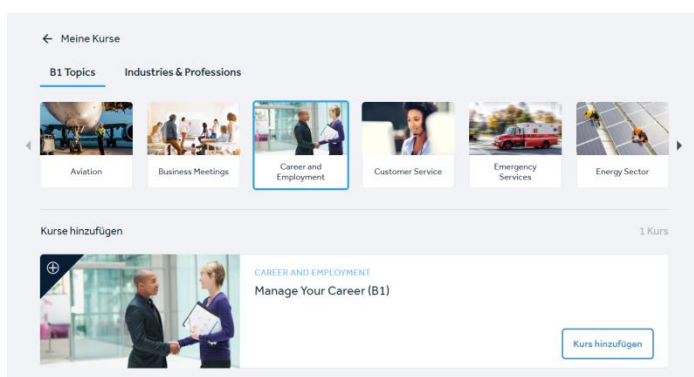 ← Meine Kurse
B1 Topics Industries & Professions
Aviation
Business Meetings
Career and
Employment
Customer Service
Emergency
Services
Energy Sector
Kurse hinzufügen 1 Kurs
CAREER AND EMPLOYMENT
Manage Your Career (B1)
Kurs hinzufügen